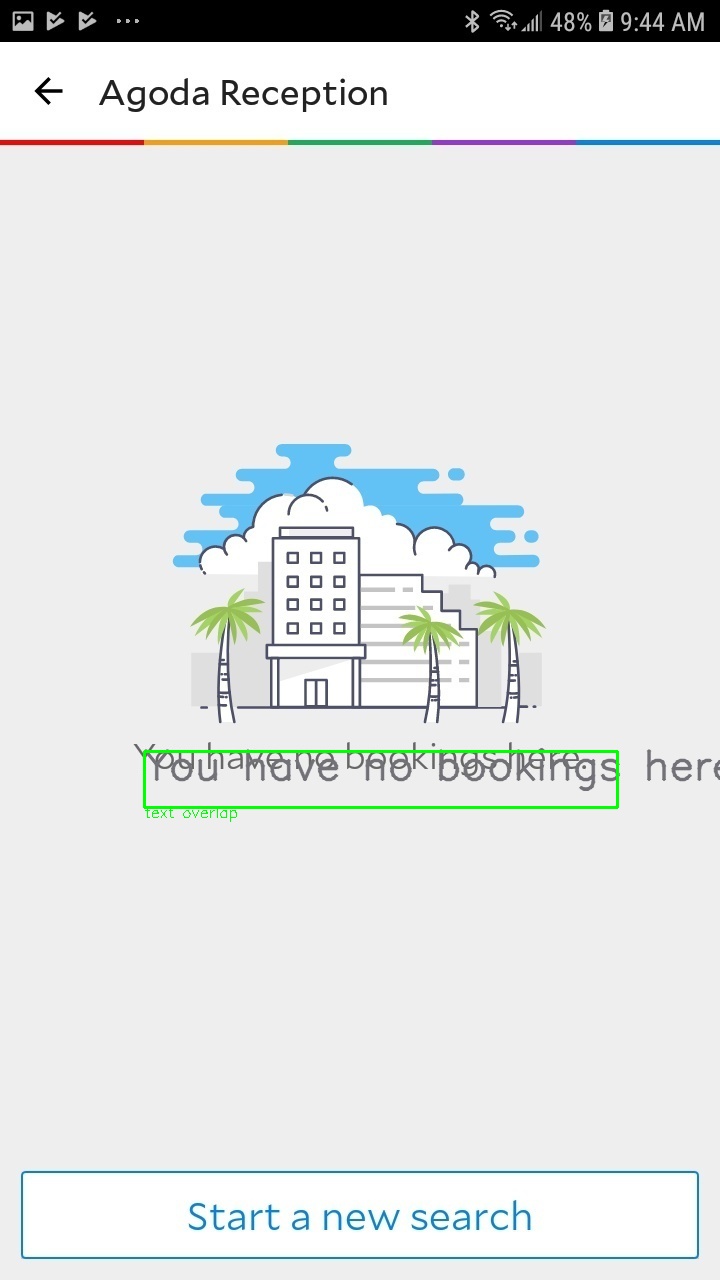 48% 9:44 AM
Agoda Reception
You have no bookings here.
You have no bookings here
text overlap
Start a new search